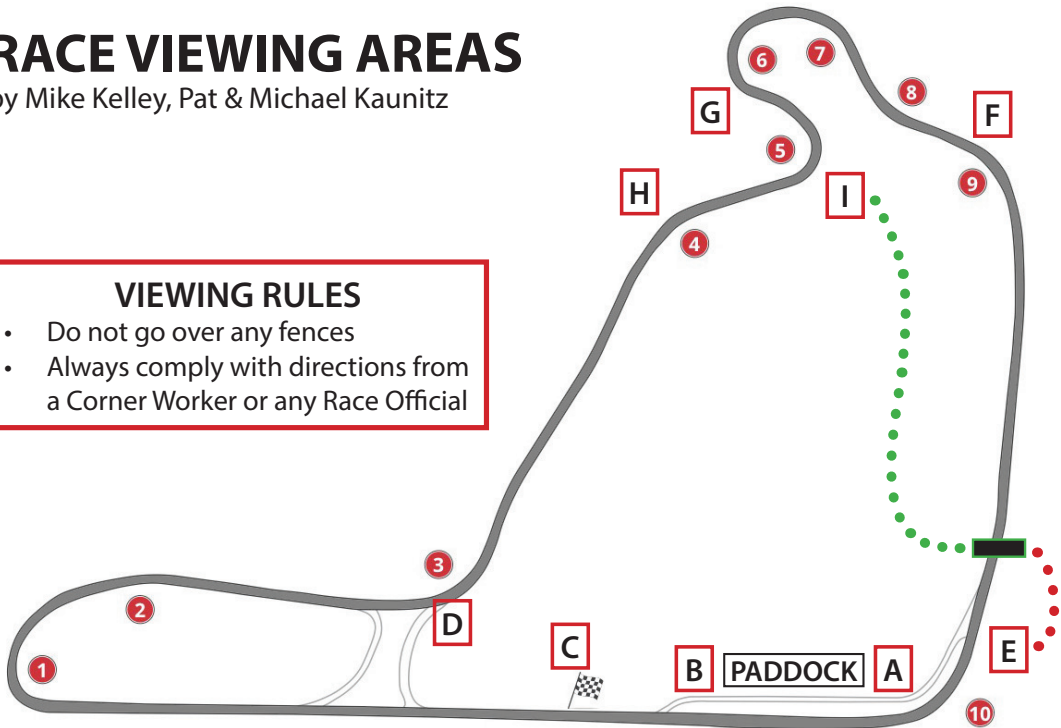 RACE VIEWING AREAS
by Mike Kelley, Pat & Michael Kaunitz
VIEWING RULES
• Do not go over any fences
• Always comply with directions from
a Corner Worker or any Race Official
6
7
8
G
F
5
9
H
I
4
3
2
D
1
C
B
PADDOCK
A
E
10